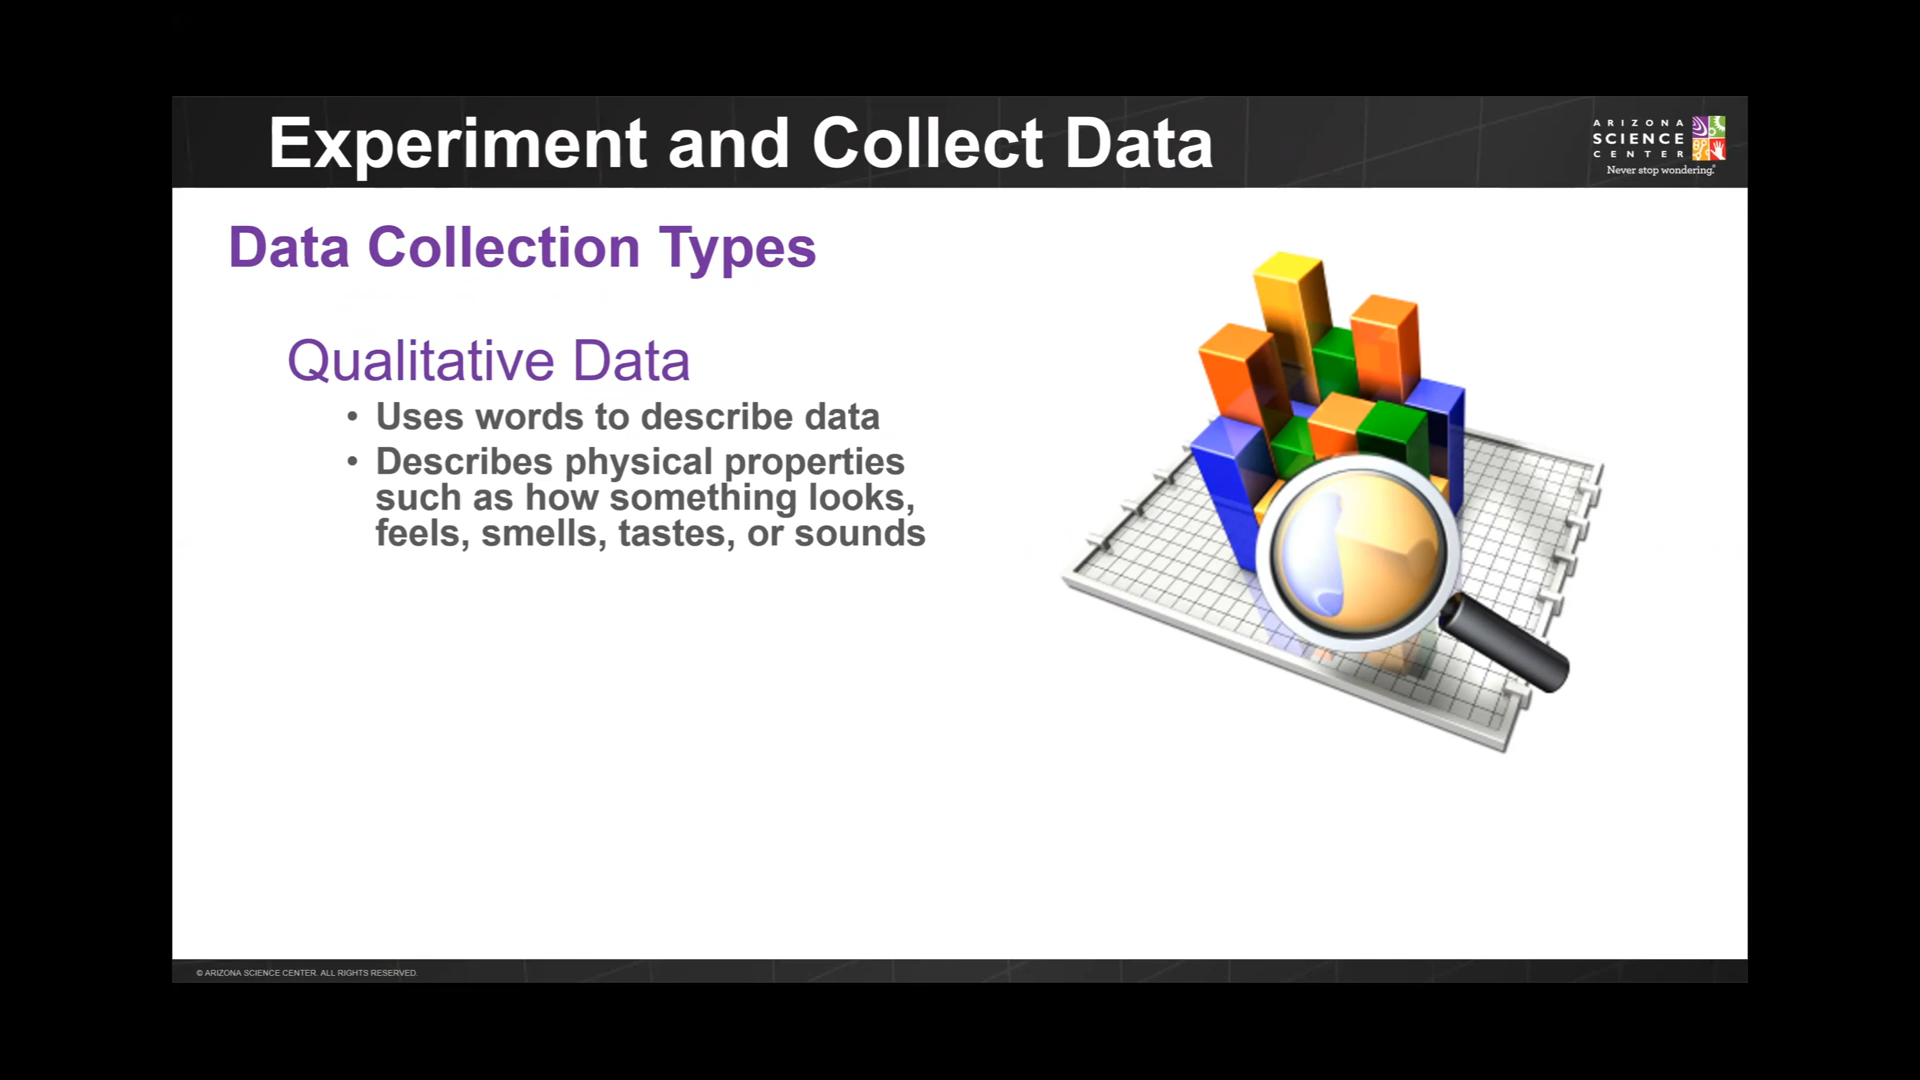 Experiment and Collect Data
ARIZONA
SCIENCE
CENTER
Never stop wondering.
Data Collection Types
Qualitative Data
• Uses words to describe data
• Describes physical properties
such as how something looks,
feels, smells, tastes, or sounds
© ARIZONA SCIENCE CENTER. ALL RIGHTS RESERVED.